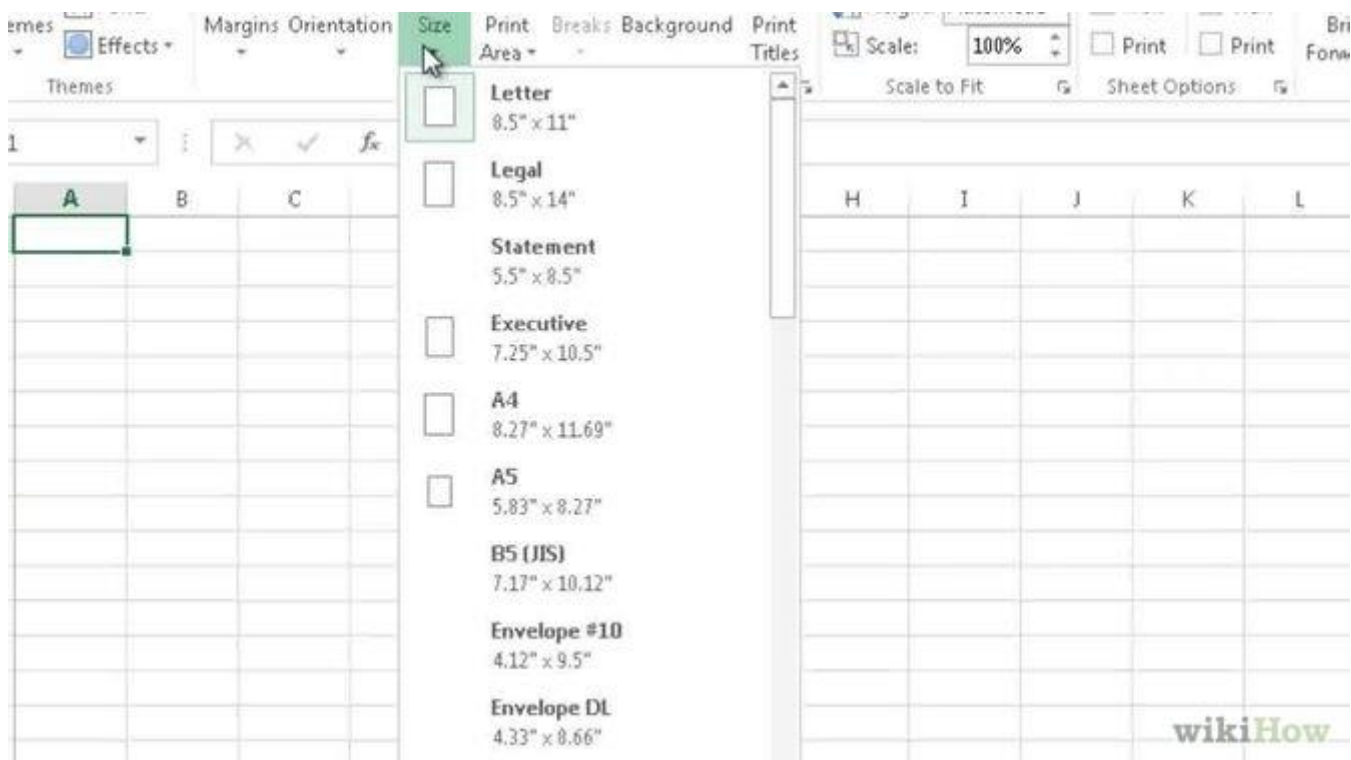 Effects
Margins Orientation
Size
Print Area
Breaks
Background
Print Titles
Scale:
100%
Print
Print
Themes
Scale to Fit
Sheet Options
1
fx
A B C H I J K L
Letter
8.5" x 11"
Legal
8.5" x 14"
Statement
5.5" x 8.5"
Executive
7.25" x 10.5"
A4
8.27" x 11.69"
A5
5.83" x 8.27"
B5 (JIS)
7.17" x 10.12"
Envelope #10
4.12" x 9.5"
Envelope DL
4.33" x 8.66"
wikiHow